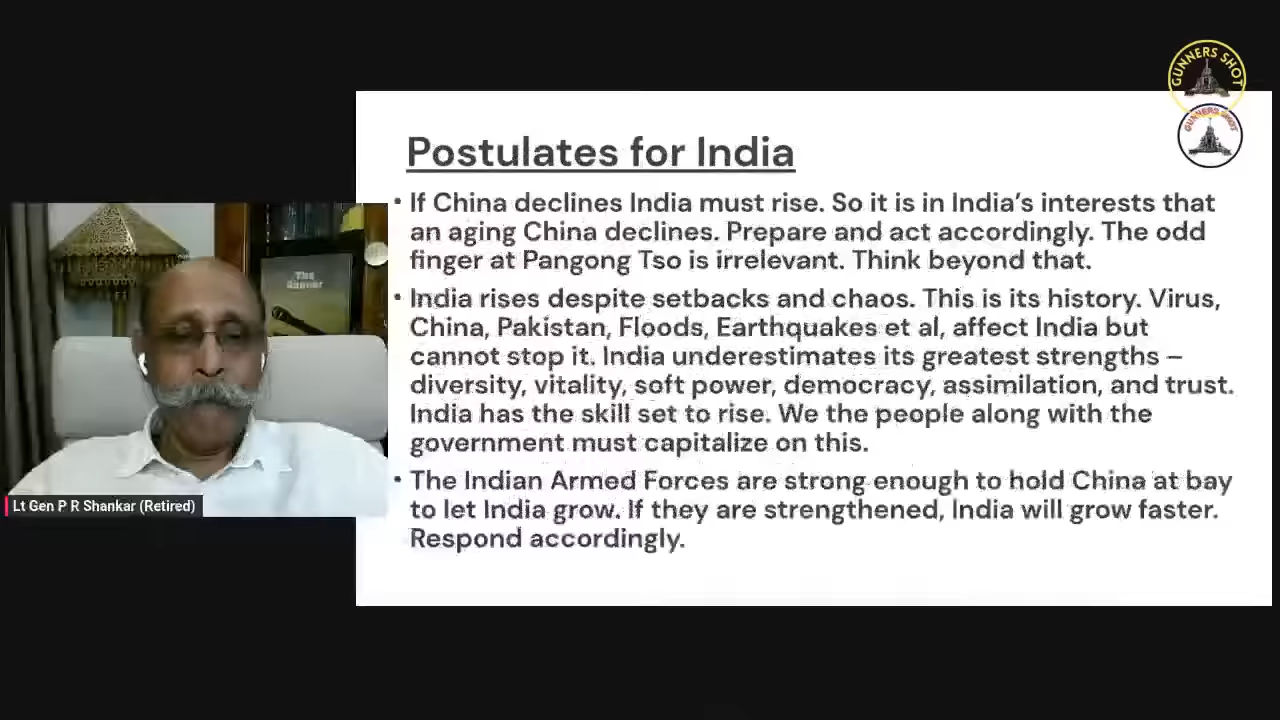 GUNNERS SHOT
GUNNERS SHOT
Postulates for India
• If China declines India must rise. So it is in India's interests that
an aging China declines. Prepare and act accordingly. The odd
finger at Pangong Tso is irrelevant. Think beyond that.
• India rises despite setbacks and chaos. This is its history. Virus,
China, Pakistan, Floods, Earthquakes et al, affect India but
cannot stop it. India underestimates its greatest strengths –
diversity, vitality, soft power, democracy, assimilation, and trust.
India has the skill set to rise. We the people along with the
government must capitalize on this.
• The Indian Armed Forces are strong enough to hold China at bay
to let India grow. If they are strengthened, India will grow faster.
Respond accordingly.
The
Gunner
Lt Gen P R Shankar (Retired)